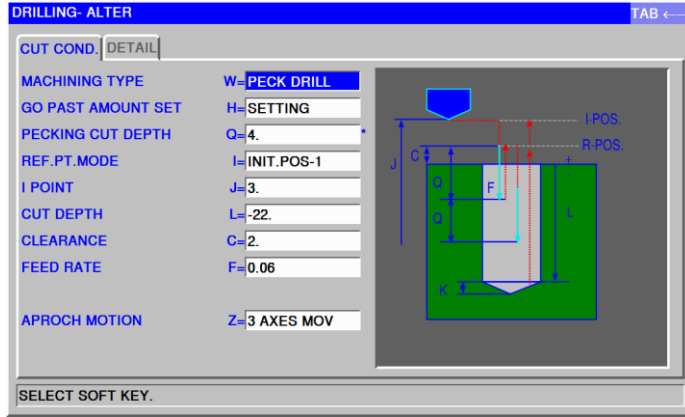 DRILLING- ALTER
TAB ←
CUT COND. DETAIL
MACHINING TYPE W=PECK DRILL
GO PAST AMOUNT SET H=SETTING
PECKING CUT DEPTH Q=4. *
REF.PT.MODE I=INIT.POS-1
I POINT J=3.
CUT DEPTH L=-22.
CLEARANCE C=2.
FEED RATE F=0.06
APROCH MOTION Z=3 AXES MOV
I-POS.
R-POS.
J
C
+
-
Q
F
Q
L
K
SELECT SOFT KEY.